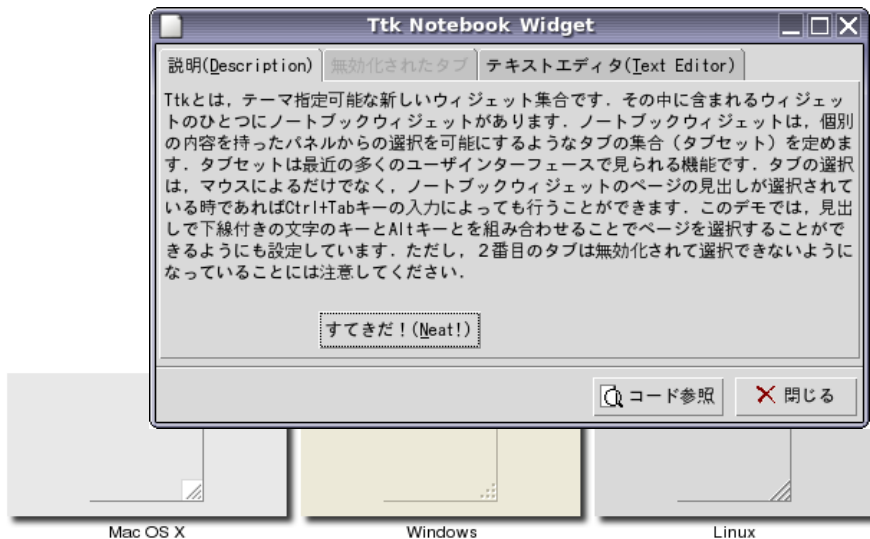 Ttk Notebook Widget
説明(Description) 無効化されたタブ テキストエディタ(Text Editor)
Ttkとは，テーマ指定可能な新しいウィジェット集合です．その中に含まれるウィジェッ
トのひとつにノートブックウィジェットがあります．ノートブックウィジェットは，個別
の内容を持ったパネルからの選択を可能にするようなタブの集合（タブセット）を定めま
す．タブセットは最近の多くのユーザインターフェースで見られる機能です．タブの選択
は，マウスによるだけでなく，ノートブックウィジェットのページの見出しが選択されて
いる時であればCtrl+Tabキーの入力によっても行うことができます．このデモでは，見出
しで下線付きの文字のキーとAltキーとを組み合わせることでページを選択することがで
きるようにも設定しています．ただし，２番目のタブは無効化されて選択できないように
なっていることには注意してください．
すてきだ！(Neat!)
コード参照 閉じる
Mac OS X Windows Linux